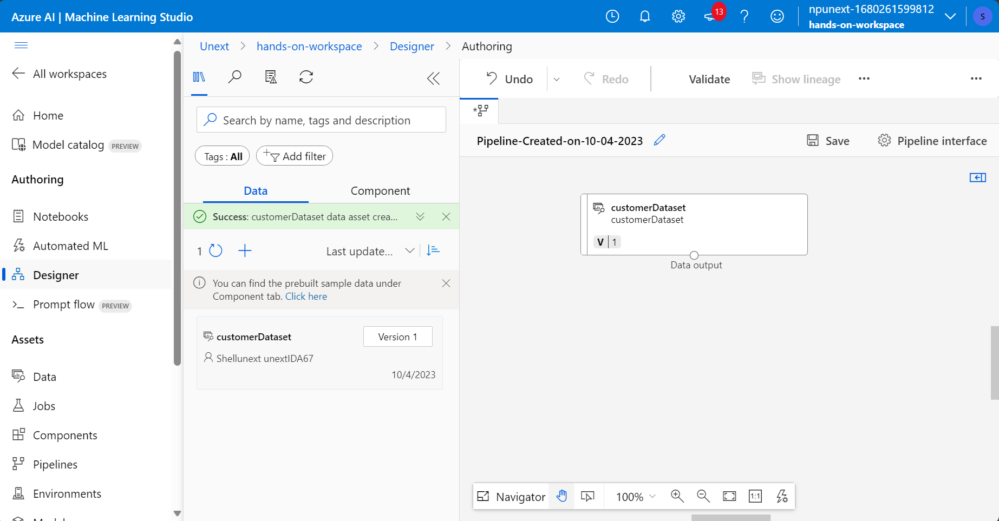 Azure AI | Machine Learning Studio
13
npunext-1680261599812
hands-on-workspace
S
All workspaces
Home
Model catalog PREVIEW
Authoring
Notebooks
Automated ML
Designer
Prompt flow PREVIEW
Assets
Data
Jobs
Components
Pipelines
Environments
Unext > hands-on-workspace > Designer > Authoring
Search by name, tags and description
Tags : All
Add filter
Data
Component
Success: customerDataset data asset crea...
1
Last update...
You can find the prebuilt sample data under
Component tab. Click here
customerDataset
Version 1
Shellunext unextIDA67
10/4/2023
Undo
Redo
Validate
Show lineage
Pipeline-Created-on-10-04-2023
Save
Pipeline interface
customerDataset
customerDataset
V 1
Data output
Navigator
100%
1:1